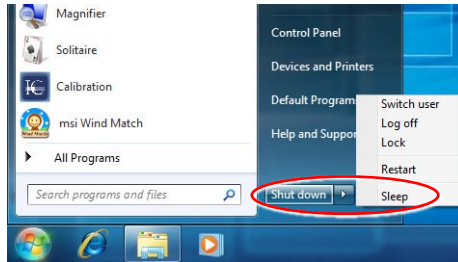 Magnifier
Solitaire
Calibration
msi Wind Match
All Programs
Search programs and files
Control Panel
Devices and Printers
Default Program
Help and Suppor
Shut down
Switch user
Log off
Lock
Restart
Sleep